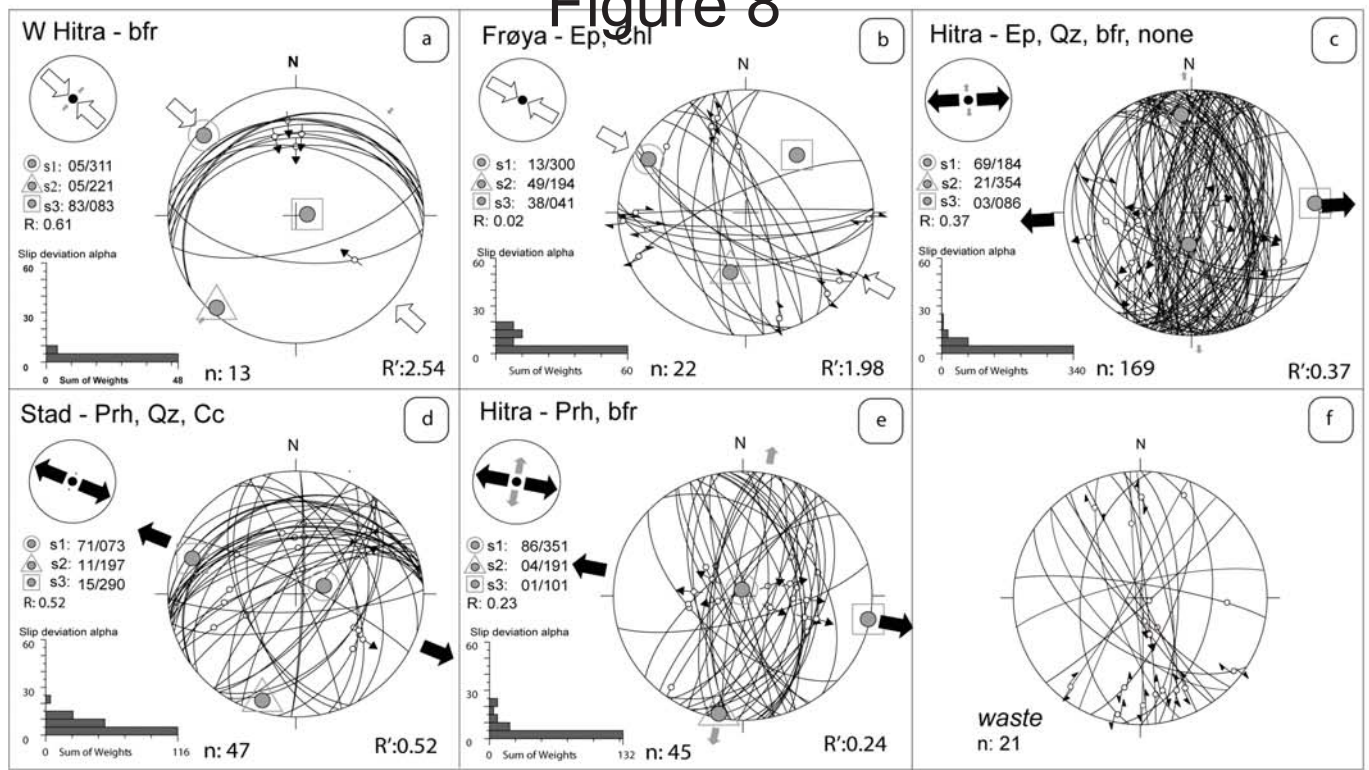 Figure 8
W Hitra - bfr
a
N
s1: 05/311
s2: 05/221
s3: 83/083
R: 0.61
Slip deviation alpha
60
30
0
0 Sum of Weights 48
n: 13
R':2.54
Frøya - Ep, Chl
b
N
s1: 13/300
s2: 49/194
s3: 38/041
R: 0.02
Slip deviation alpha
60
30
0
0 Sum of Weights 60
n: 22
R':1.98
Hitra - Ep, Qz, bfr, none
c
N
s1: 69/184
s2: 21/354
s3: 03/086
R: 0.37
Slip deviation alpha
60
30
0
0 Sum of Weights 340
n: 169
R':0.37
Stad - Prh, Qz, Cc
d
N
s1: 71/073
s2: 11/197
s3: 15/290
R: 0.52
Slip deviation alpha
60
30
0
0 Sum of Weights 116
n: 47
R':0.52
Hitra - Prh, bfr
e
N
s1: 86/351
s2: 04/191
s3: 01/101
R: 0.23
Slip deviation alpha
60
30
0
0 Sum of Weights 132
n: 45
R':0.24
f
N
waste
n: 21